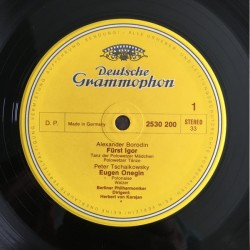 Deutsche
Grammophon
D.P.
Made in Germany
2530 200
STEREO
33
1
Alexander Borodin
Fürst Igor
Tanz der Polowetzer Mädchen
Polowetzer Tänze
Peter Tschaikowsky
Eugen Onegin
Polonaise
Walzer
Berliner Philharmoniker
Dirigent:
Herbert von Karajan